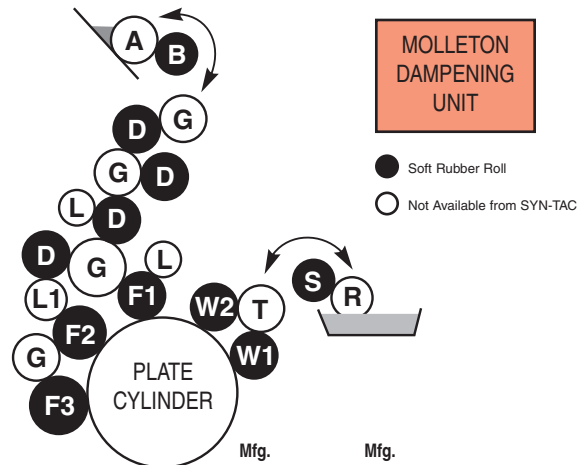 A
B
MOLLETON
DAMPENING
UNIT
D
G
G
D
Soft Rubber Roll
L
D
Not Available from SYN-TAC
D
G
L
L1
F1
S
R
W2
T
F2
G
W1
PLATE
CYLINDER
F3
Mfg.
Mfg.